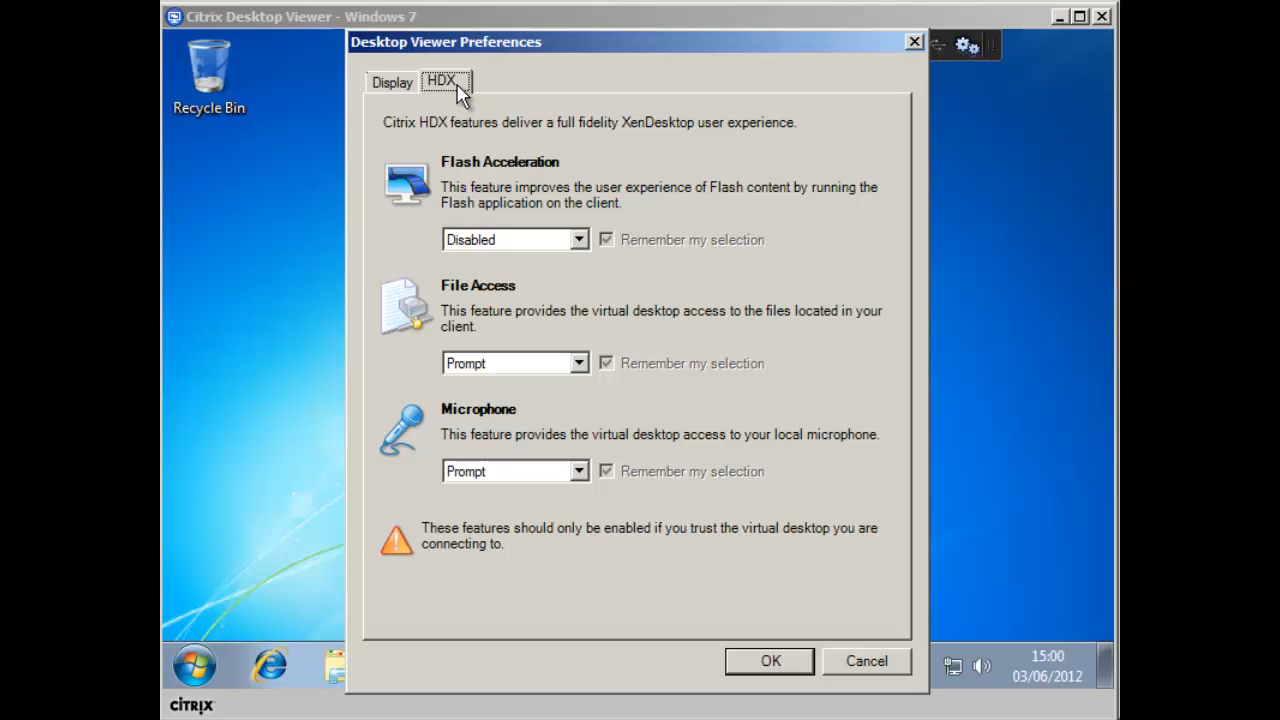 Citrix Desktop Viewer - Windows 7
Desktop Viewer Preferences
Recycle Bin
Display
HDX
Citrix HDX features deliver a full fidelity XenDesktop user experience.
Flash Acceleration
This feature improves the user experience of Flash content by running the
Flash application on the client.
Disabled
Remember my selection
File Access
This feature provides the virtual desktop access to the files located in your
client.
Prompt
Remember my selection
Microphone
This feature provides the virtual desktop access to your local microphone.
Prompt
Remember my selection
These features should only be enabled if you trust the virtual desktop you are
connecting to.
OK
Cancel
15:00
03/06/2012
CITRIX